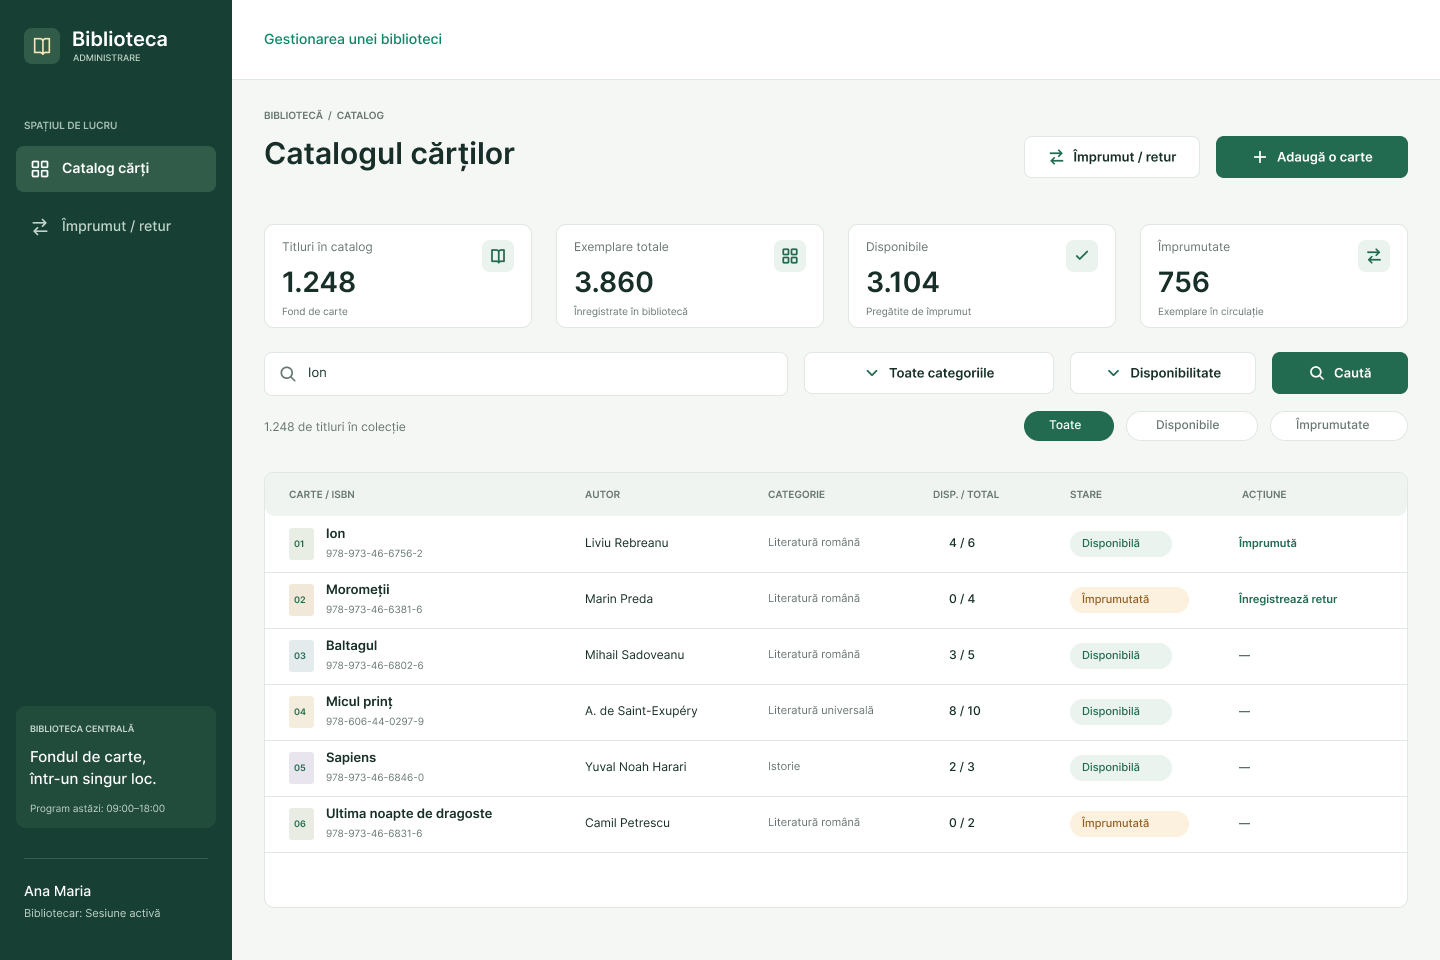 Biblioteca
ADMINISTRARE
SPAȚIUL DE LUCRU
Catalog cărți
Împrumut / retur
BIBLIOTECA CENTRALĂ
Fondul de carte,
într-un singur loc.
Program astăzi: 09:00–18:00
Ana Maria
Bibliotecar: Sesiune activă
Gestionarea unei biblioteci
BIBLIOTECĂ / CATALOG
Catalogul cărților
Împrumut / retur
Adaugă o carte
Titluri în catalog
1.248
Fond de carte
Exemplare totale
3.860
Înregistrate în bibliotecă
Disponibile
3.104
Pregătite de împrumut
Împrumutate
756
Exemplare în circulație
Ion
Toate categoriile
Disponibilitate
Caută
1.248 de titluri în colecție
Toate
Disponibile
Împrumutate
CARTE / ISBN AUTOR CATEGORIE DISP. / TOTAL STARE ACȚIUNE
01 Ion Liviu Rebreanu Literatură română 4 / 6 Disponibilă Împrumută
978-973-46-6756-2
02 Moromeții Marin Preda Literatură română 0 / 4 Împrumutată Înregistrează retur
978-973-46-6381-6
03 Baltagul Mihail Sadoveanu Literatură română 3 / 5 Disponibilă —
978-973-46-6802-6
04 Micul prinț A. de Saint-Exupéry Literatură universală 8 / 10 Disponibilă —
978-606-44-0297-9
05 Sapiens Yuval Noah Harari Istorie 2 / 3 Disponibilă —
978-973-46-6846-0
06 Ultima noapte de dragoste Camil Petrescu Literatură română 0 / 2 Împrumutată —
978-973-46-6831-6